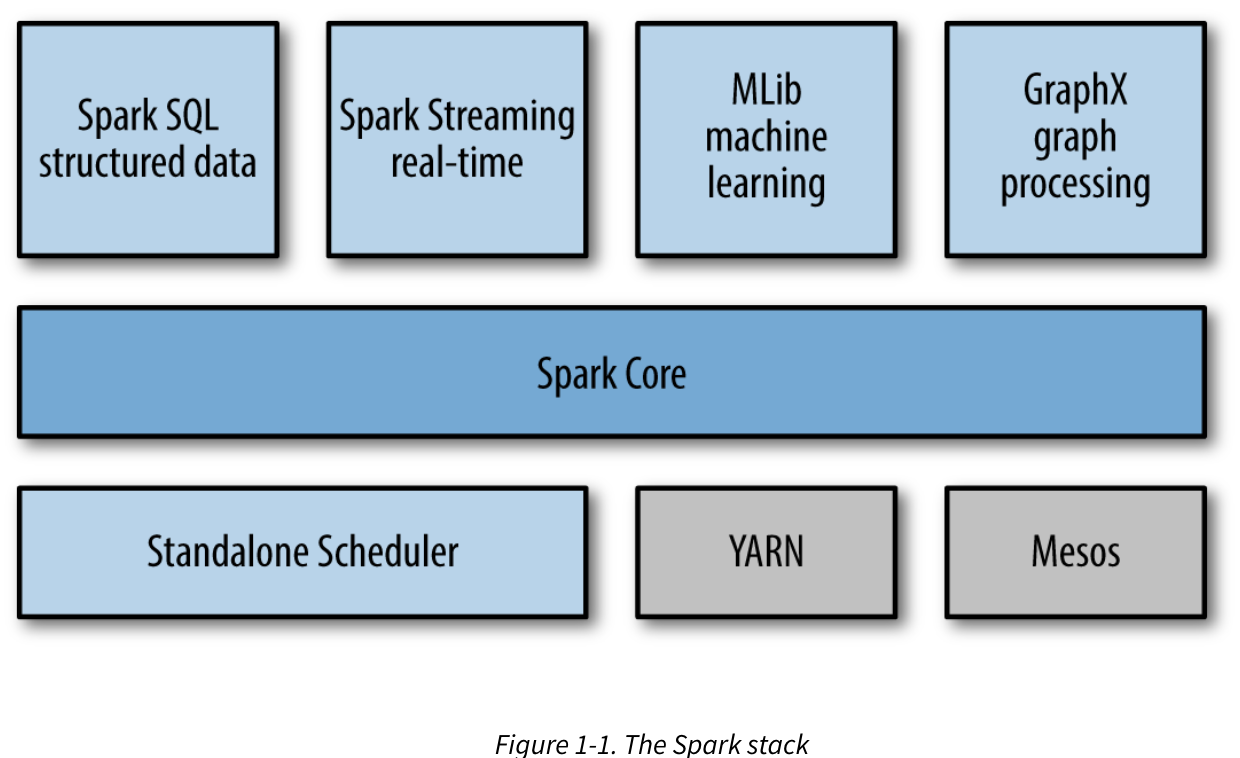 Spark SQL
structured data
Spark Streaming
real-time
MLib
machine
learning
GraphX
graph
processing
Spark Core
Standalone Scheduler
YARN
Mesos
Figure 1-1. The Spark stack